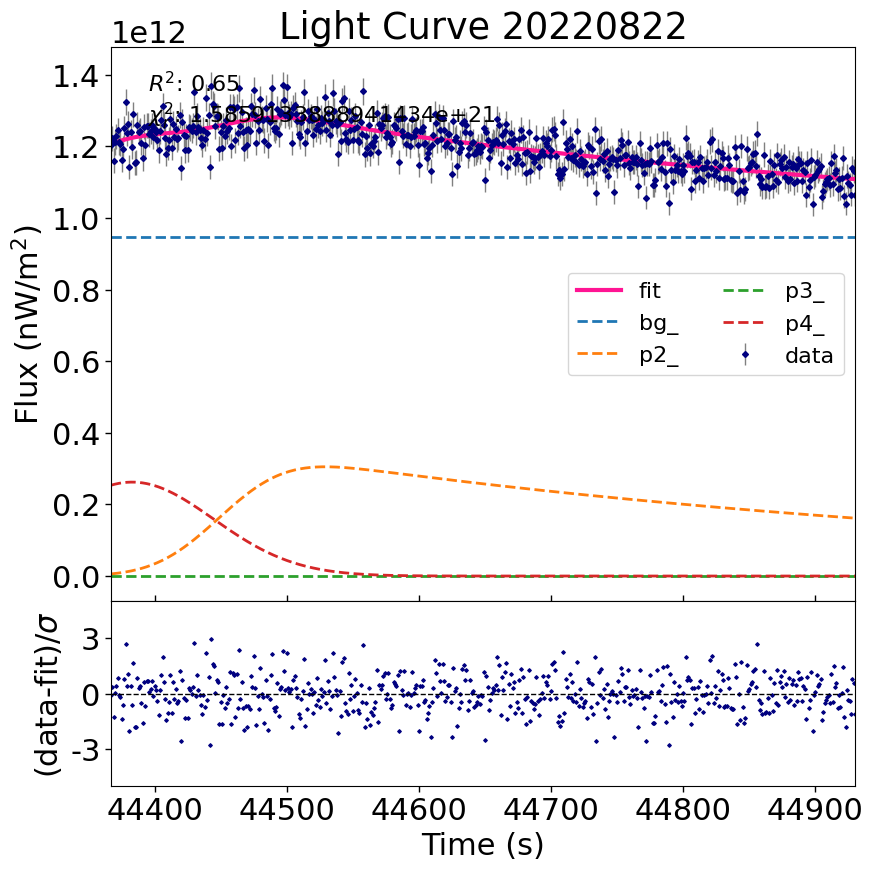 Light Curve 20220822
1e12
R²: 0.65
Flux (nW/m²)
1.4
1.2
1.0
0.8
0.6
0.4
0.2
0.0
fit
bg_
p2_
p3_
p4_
data
(data-fit)/σ
3
0
-3
44400 44500 44600 44700 44800 44900
Time (s)